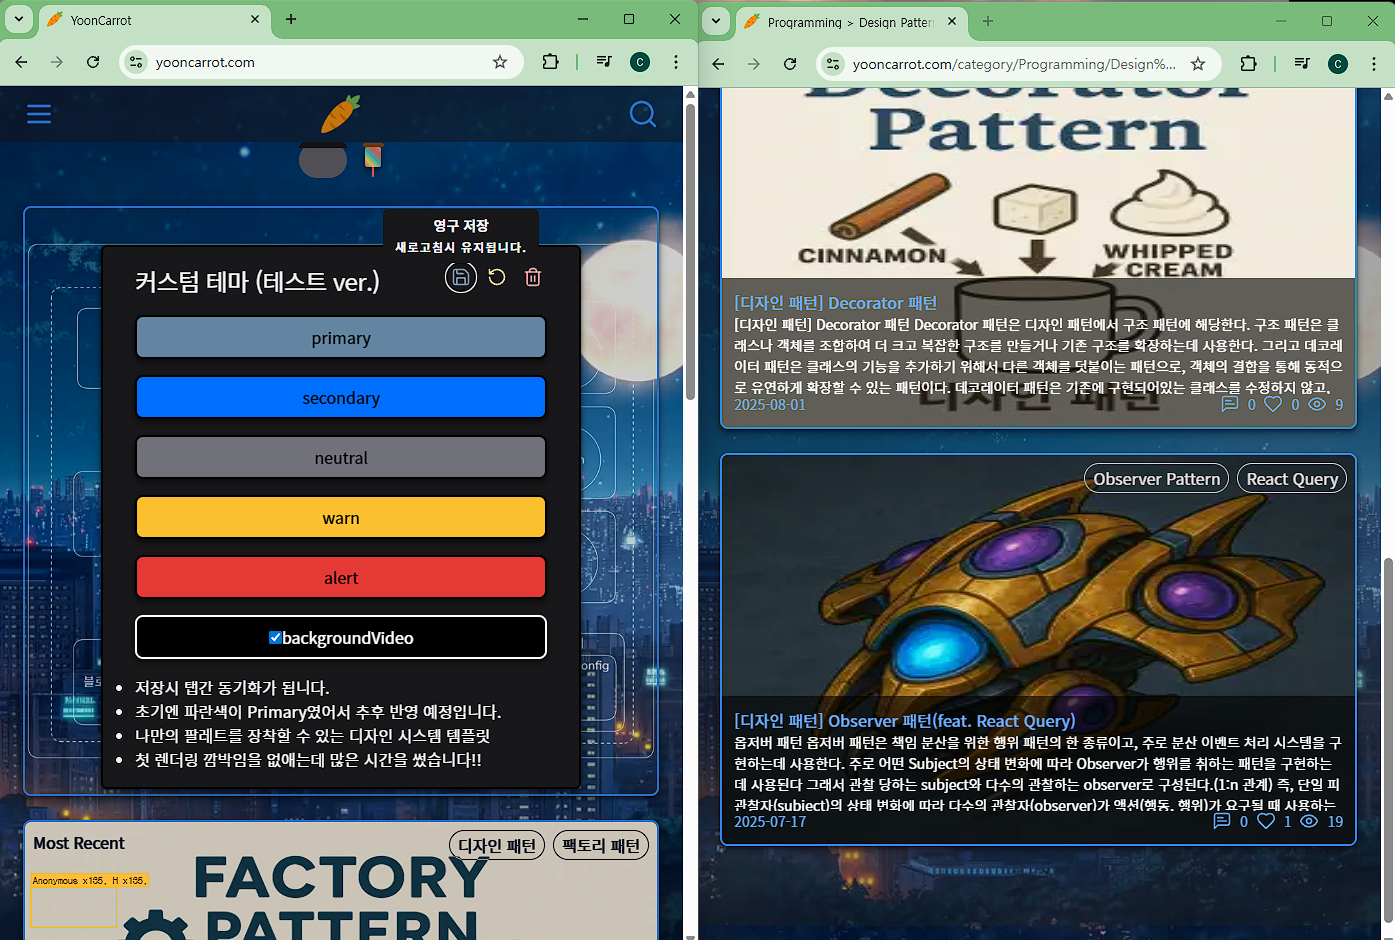 YoonCarrot
yooncarrot.com
C
영구 저장
새로고침시 유지됩니다.
커스텀 테마 (테스트 ver.)
primary
secondary
neutral
warn
alert
backgroundVideo
저장시 탭간 동기화가 됩니다.
초기엔 파란색이 Primary였어서 추후 반영 예정입니다.
나만의 팔레트를 장착할 수 있는 디자인 시스템 템플릿
첫 렌더링 깜박임을 없애는데 많은 시간을 썼습니다!!
블로
onfig
Most Recent
디자인 패턴
팩토리 패턴
Anonymous x165, H x165,
FACTORY
PATTERN
Programming > Design Patter
yooncarrot.com/category/Programming/Design%...
C
Decorator
Pattern
CINNAMON
WHIPPED
CREAM
디자인 패턴
[디자인 패턴] Decorator 패턴
[디자인 패턴] Decorator 패턴 Decorator 패턴은 디자인 패턴에서 구조 패턴에 해당한다. 구조 패턴은 클
래스나 객체를 조합하여 더 크고 복잡한 구조를 만들거나 기존 구조를 확장하는데 사용한다. 그리고 데코레
이터 패턴은 클래스의 기능을 추가하기 위해서 다른 객체를 덧붙이는 패턴으로, 객체의 결합을 통해 동적으
로 유연하게 확장할 수 있는 패턴이다. 데코레이터 패턴은 기존에 구현되어있는 클래스를 수정하지 않고,
2025-08-01
0 0 9
Observer Pattern
React Query
[디자인 패턴] Observer 패턴(feat. React Query)
옵저버 패턴 옵저버 패턴은 책임 분산을 위한 행위 패턴의 한 종류이고, 주로 분산 이벤트 처리 시스템을 구
현하는데 사용한다. 주로 어떤 Subject의 상태 변화에 따라 Observer가 행위를 취하는 패턴을 구현하는
데 사용된다 그래서 관찰 당하는 subject와 다수의 관찰하는 observer로 구성된다.(1:n 관계) 즉, 단일 피
관찰자(subject)의 상태 변화에 따라 다수의 관찰자(observer)가 액션(행동, 행위)가 요구될 때 사용하는
2025-07-17
0 1 19